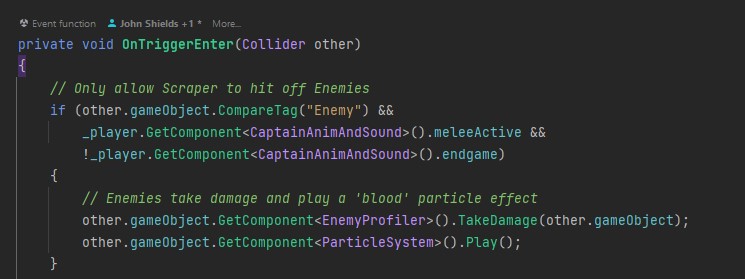 Event function John Shields +1 * More...
private void OnTriggerEnter(Collider other)
{
// Only allow Scraper to hit off Enemies
if (other.gameObject.CompareTag("Enemy") &&
_player.GetComponent<CaptainAnimAndSound>().meleeActive &&
!_player.GetComponent<CaptainAnimAndSound>().endgame)
{
// Enemies take damage and play a 'blood' particle effect
other.gameObject.GetComponent<EnemyProfiler>().TakeDamage(other.gameObject);
other.gameObject.GetComponent<ParticleSystem>().Play();
}